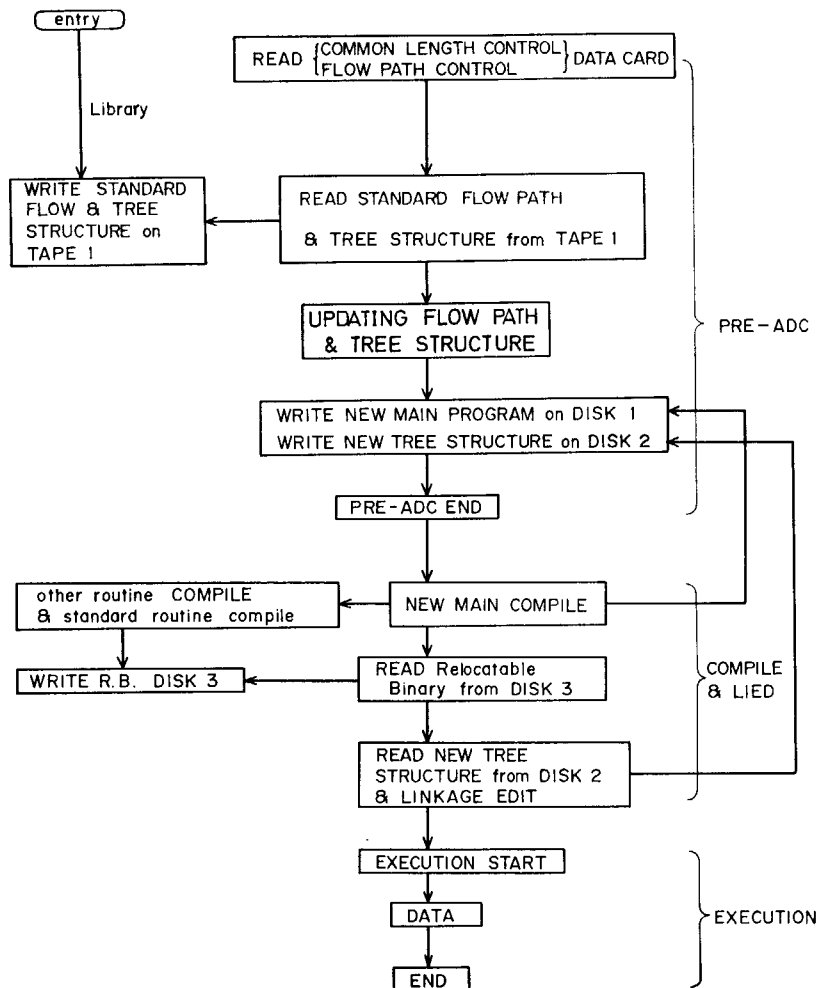 entry
READ {COMMON LENGTH CONTROL
FLOW PATH CONTROL} DATA CARD
Library
WRITE STANDARD
FLOW & TREE
STRUCTURE on
TAPE 1
READ STANDARD FLOW PATH
& TREE STRUCTURE from TAPE 1
UPDATING FLOW PATH
& TREE STRUCTURE
PRE-ADC
WRITE NEW MAIN PROGRAM on DISK 1
WRITE NEW TREE STRUCTURE on DISK 2
PRE-ADC END
other routine COMPILE
& standard routine compile
NEW MAIN COMPILE
WRITE R.B. DISK 3
READ Relocatable
Binary from DISK 3
COMPILE
& LIED
READ NEW TREE
STRUCTURE from DISK 2
& LINKAGE EDIT
EXECUTION START
DATA
EXECUTION
END